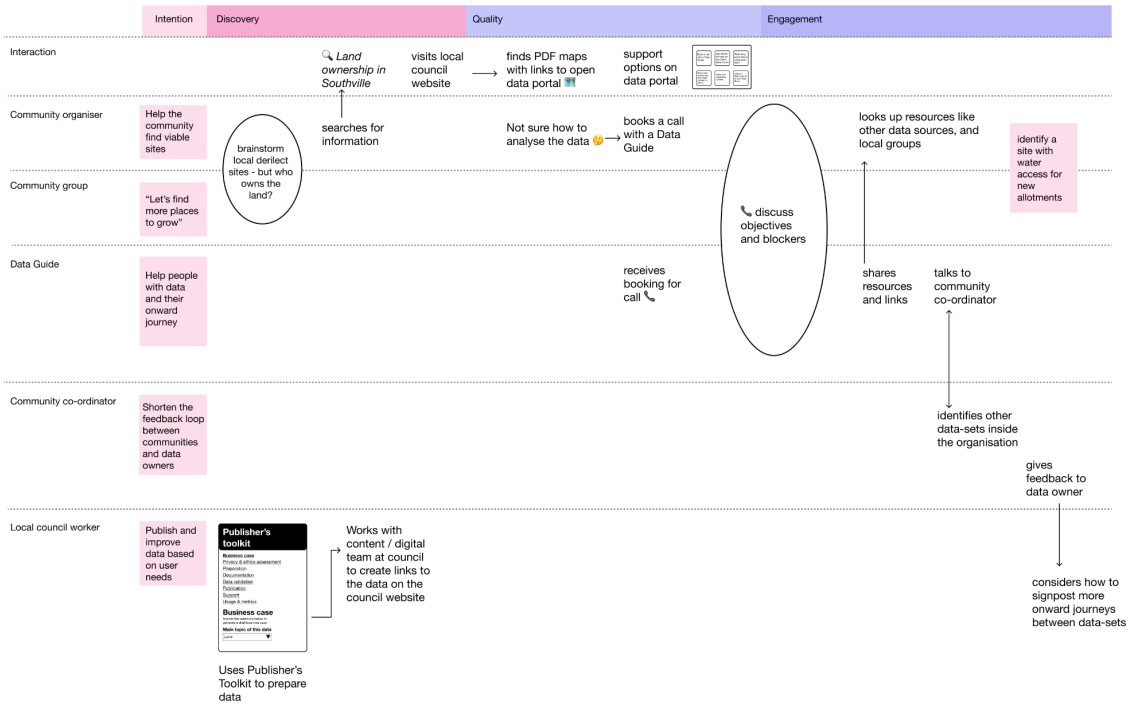 Intention
Discovery
Quality
Engagement
Interaction
Land
ownership in
Southville
visits local
council
website
finds PDF maps
with links to open
data portal
support
options on
data portal
Community organiser
Help the
community
find viable
sites
brainstorm
local derilect
sites - but who
owns the
land?
searches for
information
Not sure how to
analyse the data
books a call
with a Data
Guide
looks up resources like
other data sources, and
local groups
identify a
site with
water
access for
new
allotments
Community group
“Let’s find
more places
to grow”
discuss
objectives
and blockers
Data Guide
Help people
with data
and their
onward
journey
receives
booking for
call
shares
resources
and links
talks to
community
co-ordinator
Community co-ordinator
Shorten the
feedback loop
between
communities
and data
owners
identifies other
data-sets inside
the organisation
gives
feedback to
data owner
Local council worker
Publish and
improve data
based on user
needs
Publisher’s
toolkit
Business case
Privacy & ethics assessment
Preparation
Documentation
Data validation
Publication
Support
Usage & metrics
Business case
Main topic of this data
Land
Works with
content / digital
team at council
to create links to
the data on the
council website
considers how to
signpost more
onward journeys
between data-sets
Uses Publisher’s
Toolkit to prepare
data